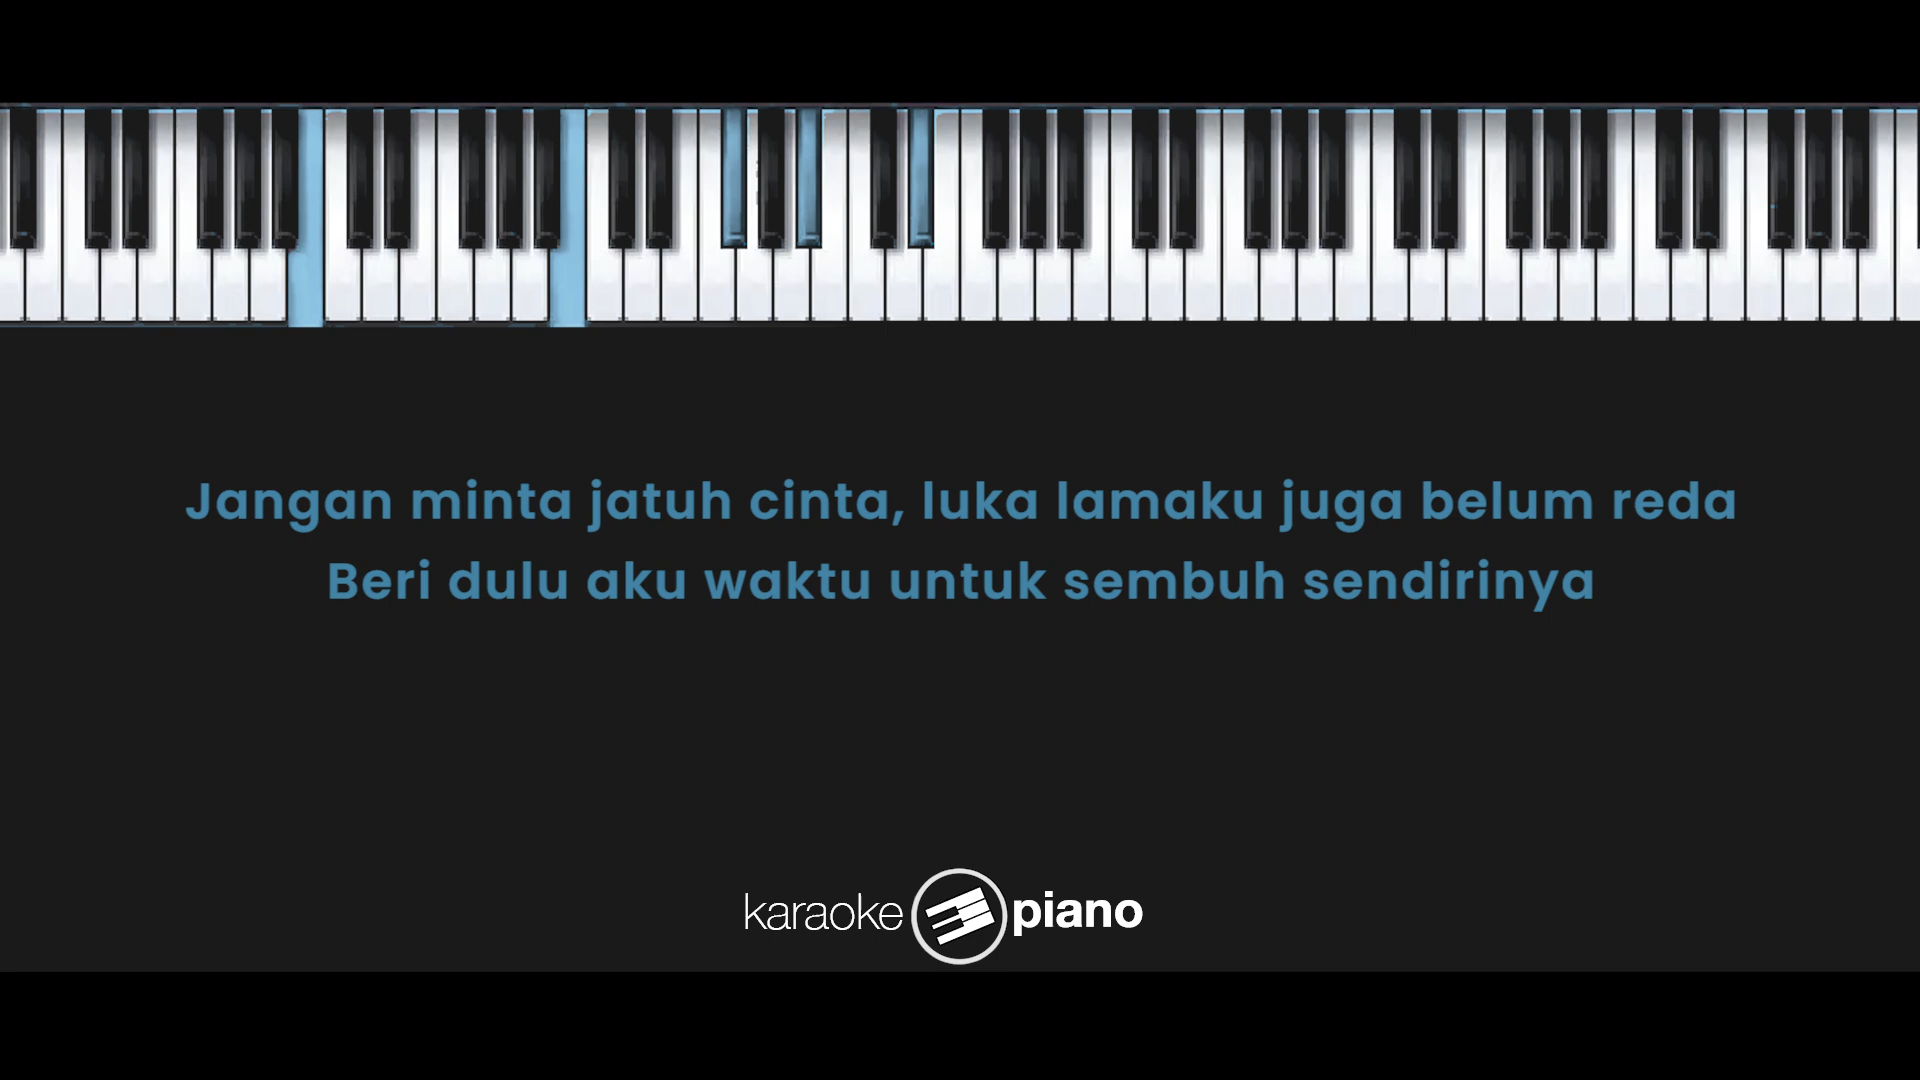 Jangan minta jatuh cinta, luka lamaku juga belum reda
Beri dulu aku waktu untuk sembuh sendirinya
karaoke piano